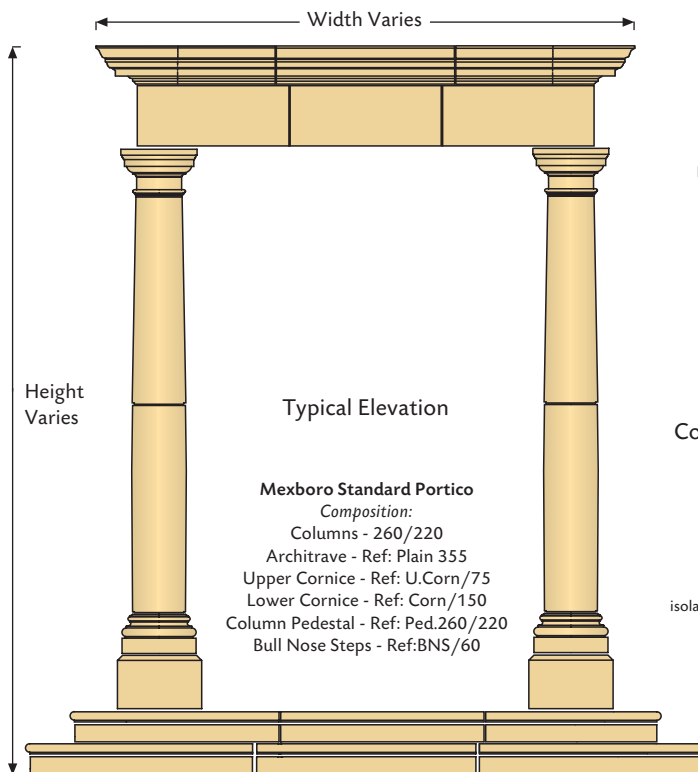 Width Varies
Height
Varies
Typical Elevation
Mexboro Standard Portico
Composition:
Columns - 260/220
Architrave - Ref: Plain 355
Upper Cornice - Ref: U.Corn/75
Lower Cornice - Ref: Corn/150
Column Pedestal - Ref: Ped.260/220
Bull Nose Steps - Ref:BNS/60
Co
isola